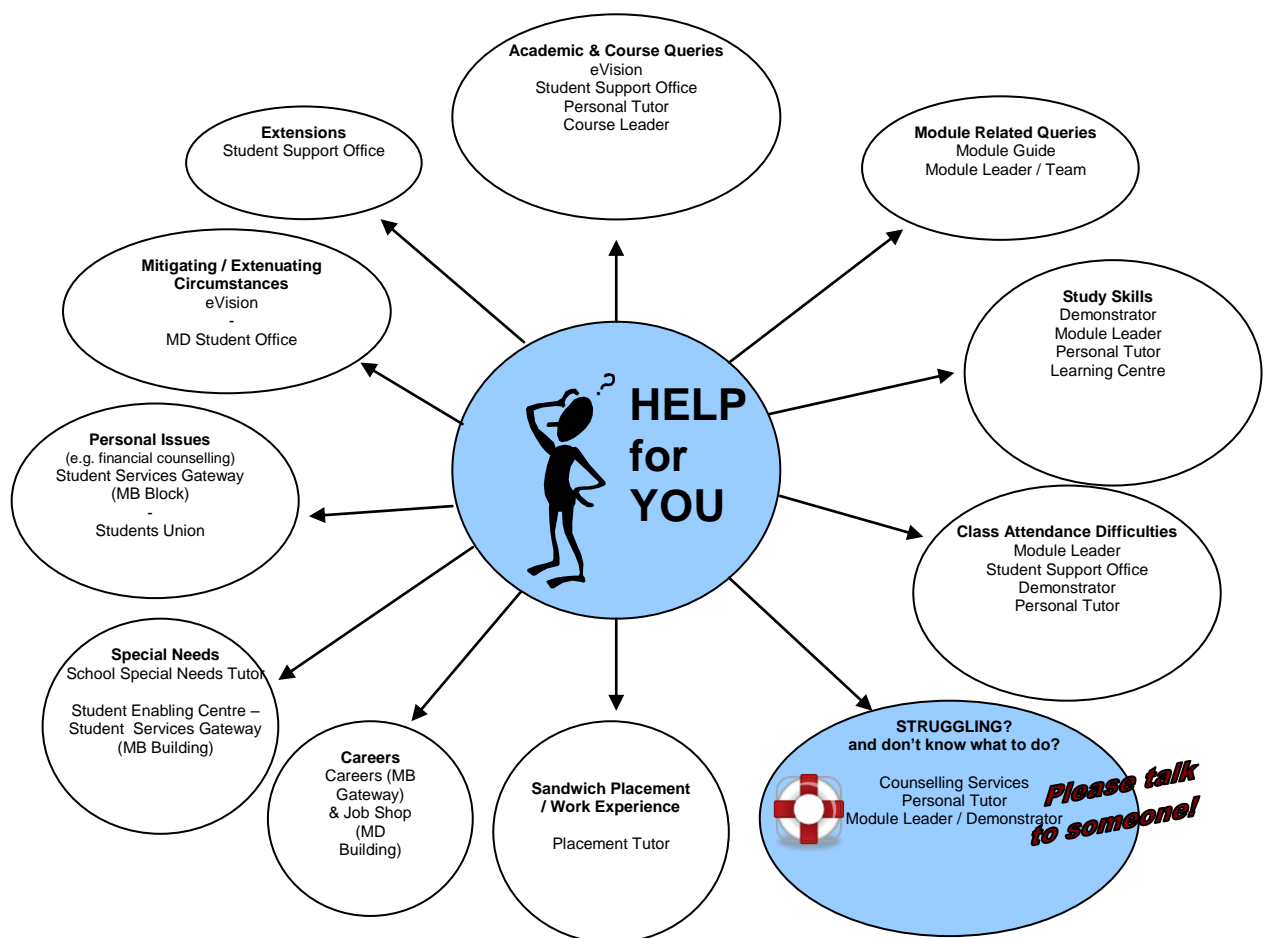 Academic & Course Queries
eVision
Student Support Office
Personal Tutor
Course Leader
Extensions
Student Support Office
Module Related Queries
Module Guide
Module Leader / Team
Mitigating / Extenuating
Circumstances
eVision
-
MD Student Office
Study Skills
Demonstrator
Module Leader
Personal Tutor
Learning Centre
?
HELP
for
YOU
Personal Issues
(e.g. financial counselling)
Student Services Gateway
(MB Block)
-
Students Union
Class Attendance Difficulties
Module Leader
Student Support Office
Demonstrator
Personal Tutor
Special Needs
School Special Needs Tutor
Student Enabling Centre –
Student Services Gateway
(MB Building)
Careers
Careers (MB
Gateway)
& Job Shop
(MD
Building)
Sandwich Placement
/ Work Experience
Placement Tutor
STRUGGLING?
and don't know what to do?
Counselling Services
Personal Tutor
Module Leader / Demonstrator
Please talk
to someone!